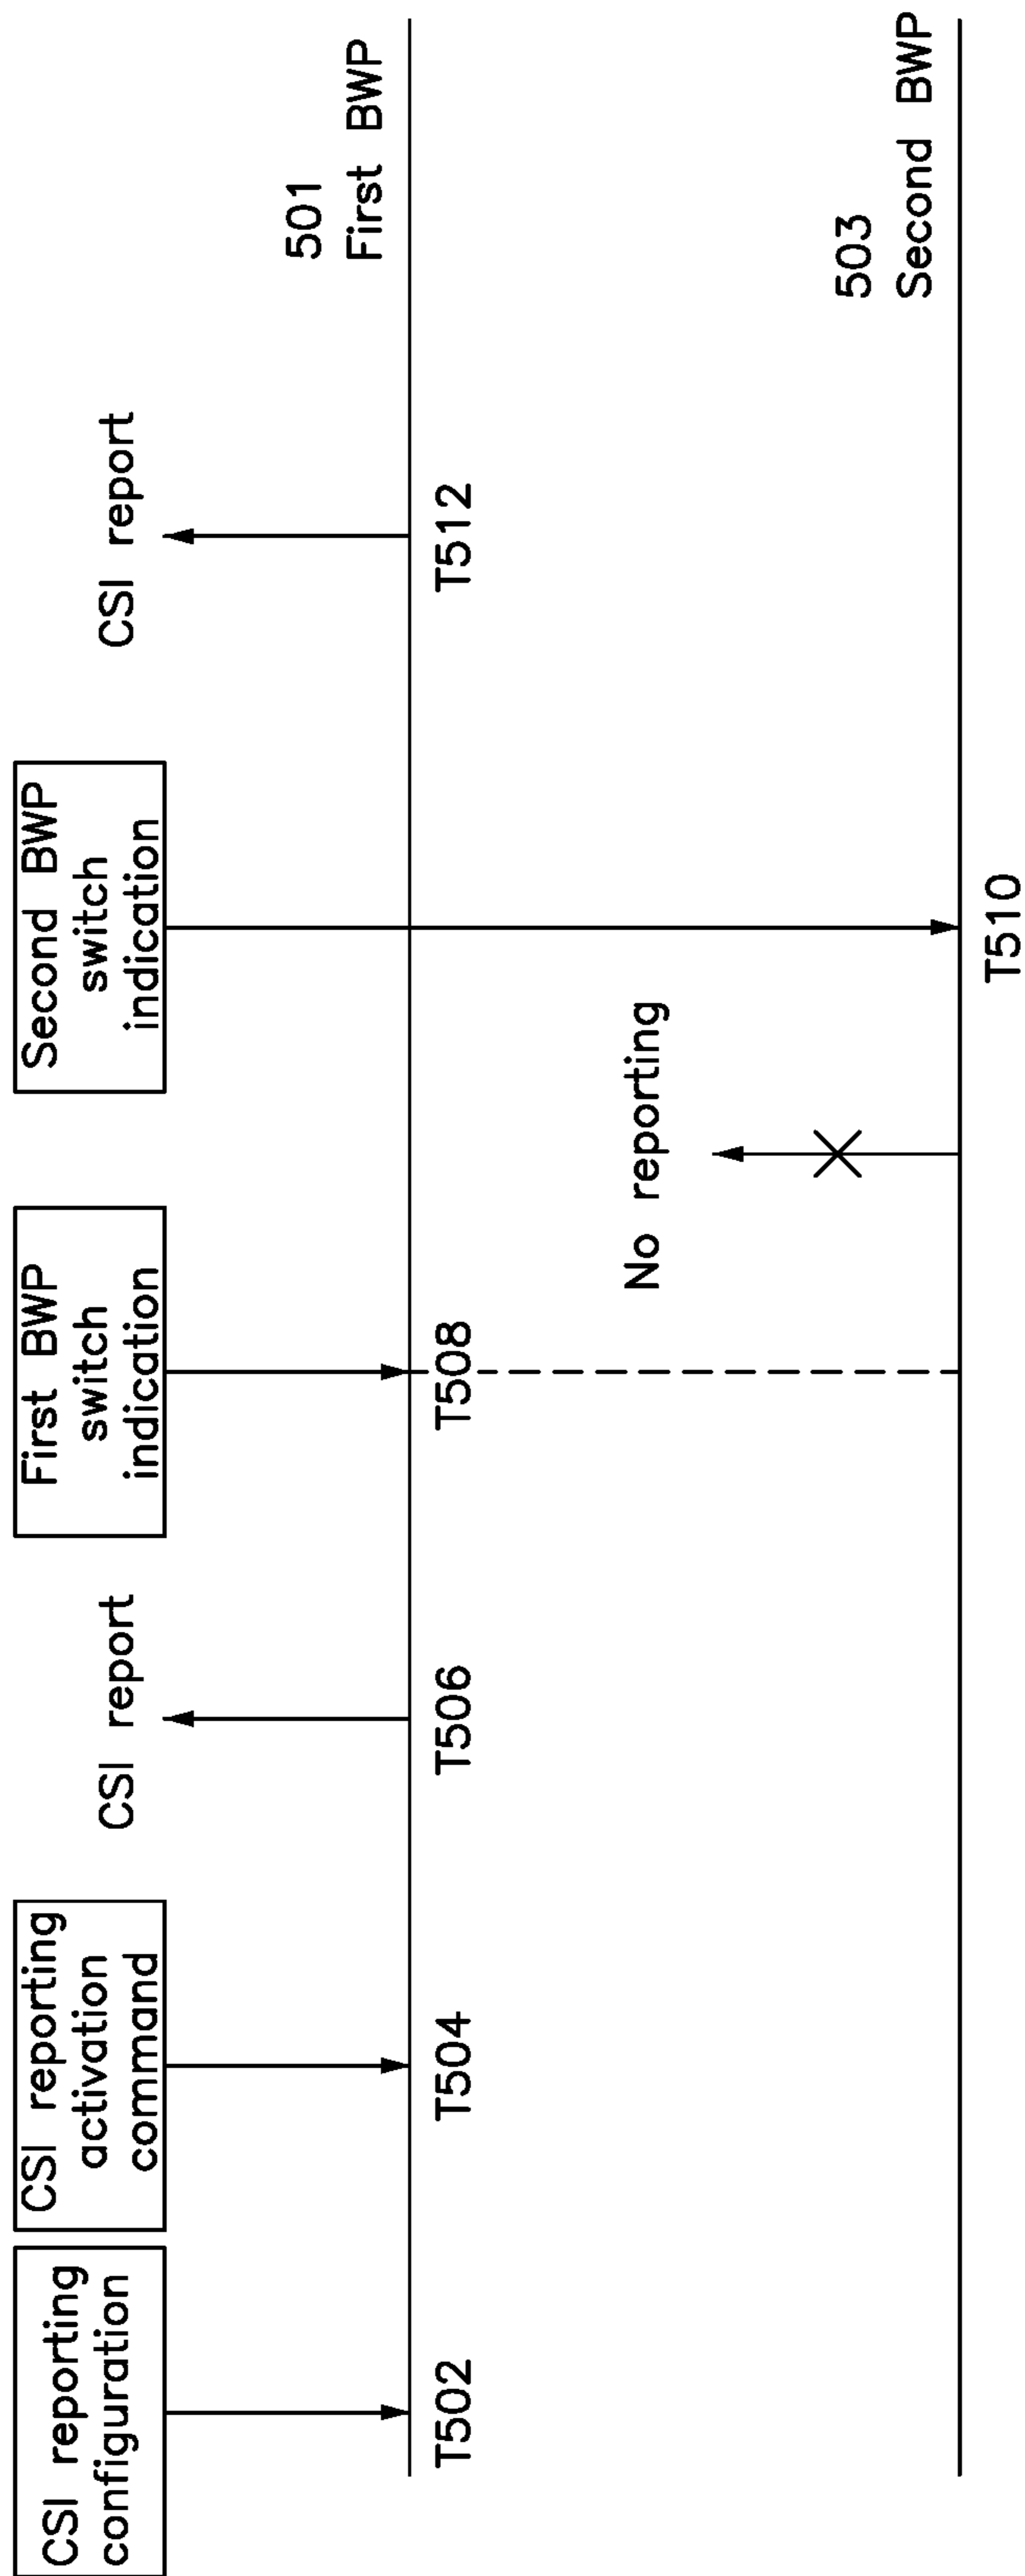 CSI reporting
configuration
CSI reporting
activation
command
CSI report
First BWP
switch
indication
Second BWP
switch
indication
CSI report
501
First BWP
T502
T504
T506
T508
T512
No reporting
503
Second BWP
T510